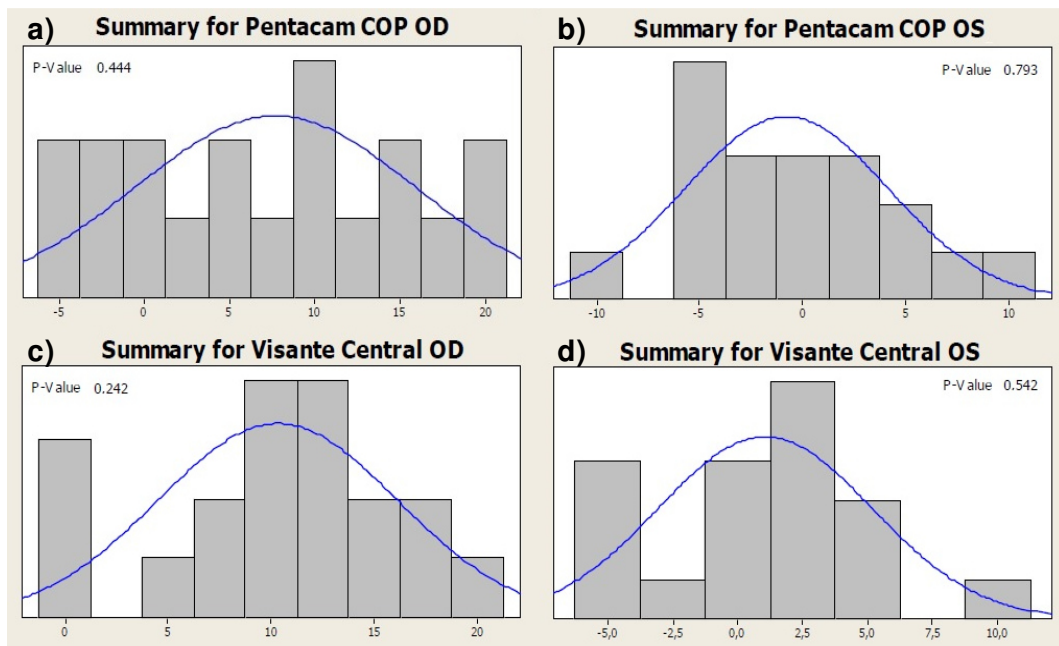 a) Summary for Pentacam COP OD
P-Value 0.444
-5 0 5 10 15 20
b) Summary for Pentacam COP OS
P-Value 0.793
-10 -5 0 5 10
c) Summary for Visante Central OD
P-Value 0.242
0 5 10 15 20
d) Summary for Visante Central OS
P-Value 0.542
-5,0 -2,5 0,0 2,5 5,0 7,5 10,0